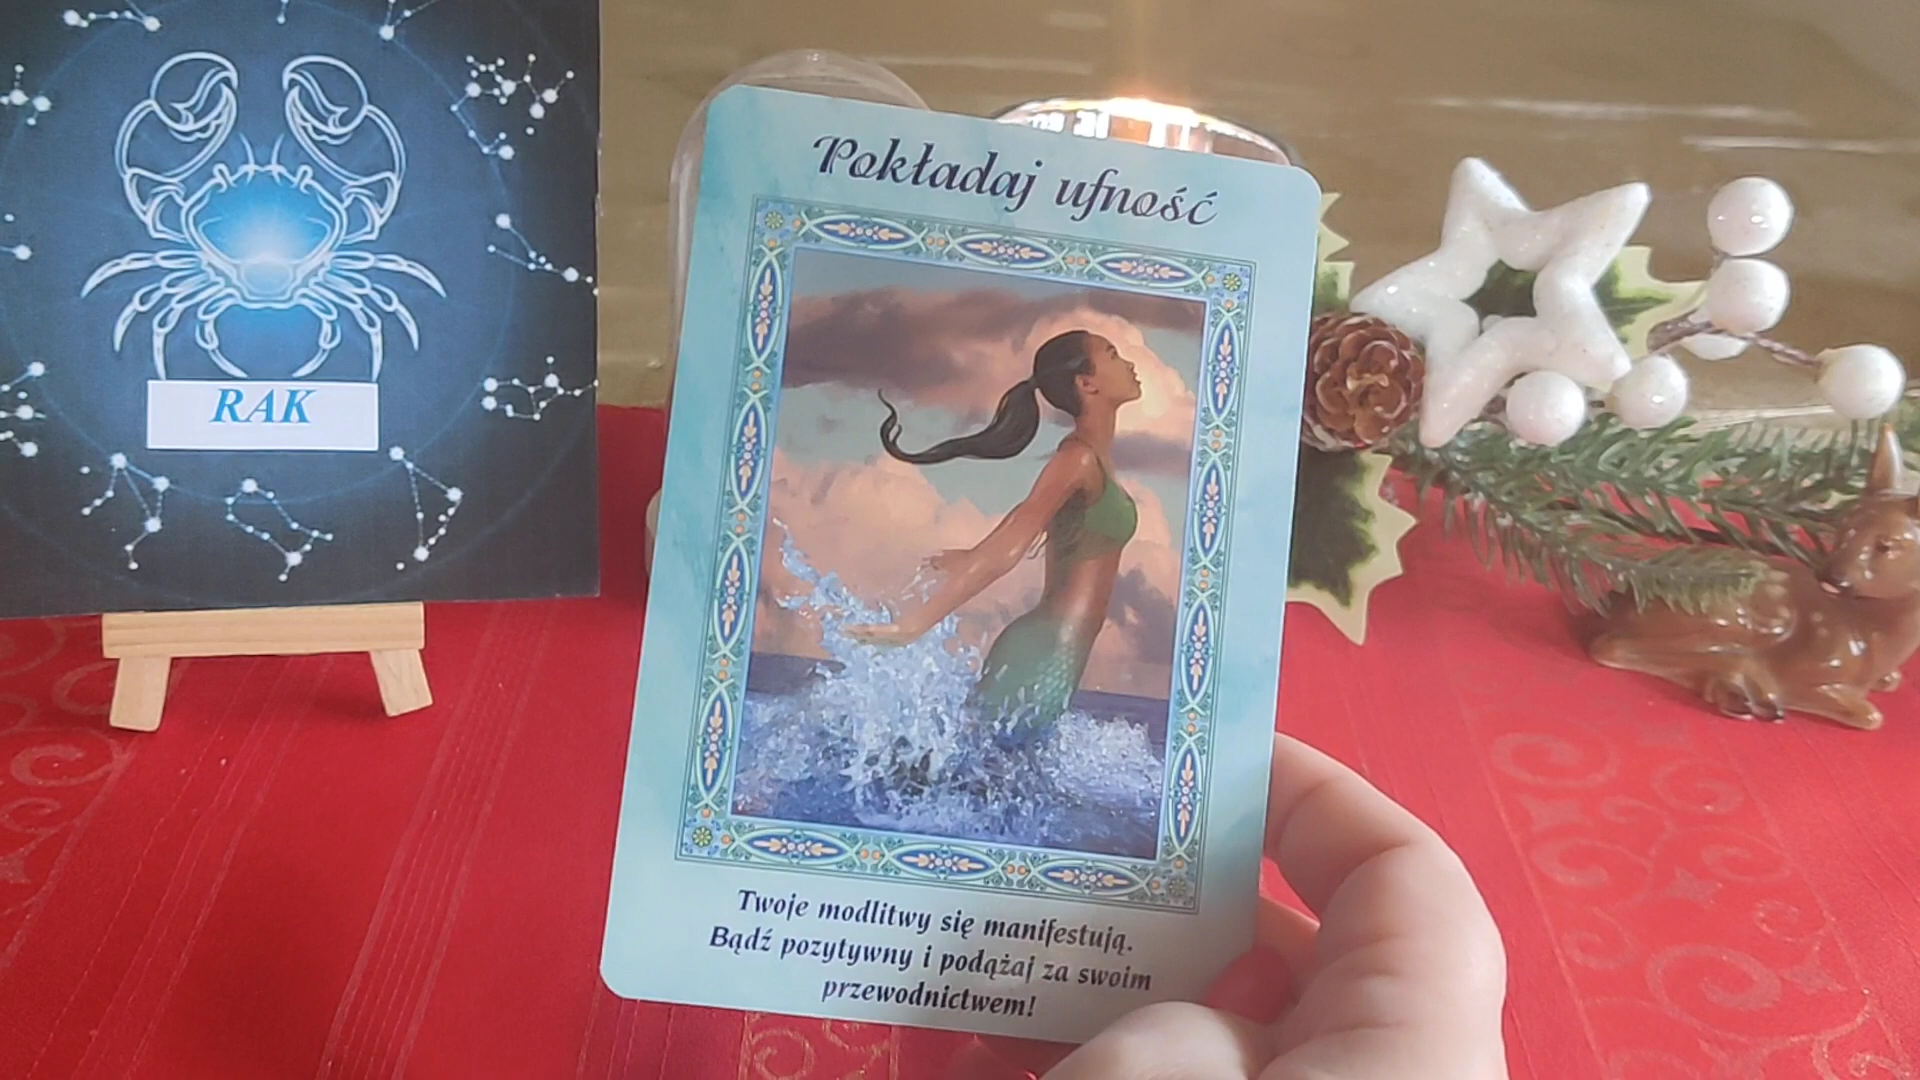 RAK
Pokładaj ufność
Twoje modlitwy się manifestują.
Bądź pozytywny i podążaj za swoim
przewodnictwem!